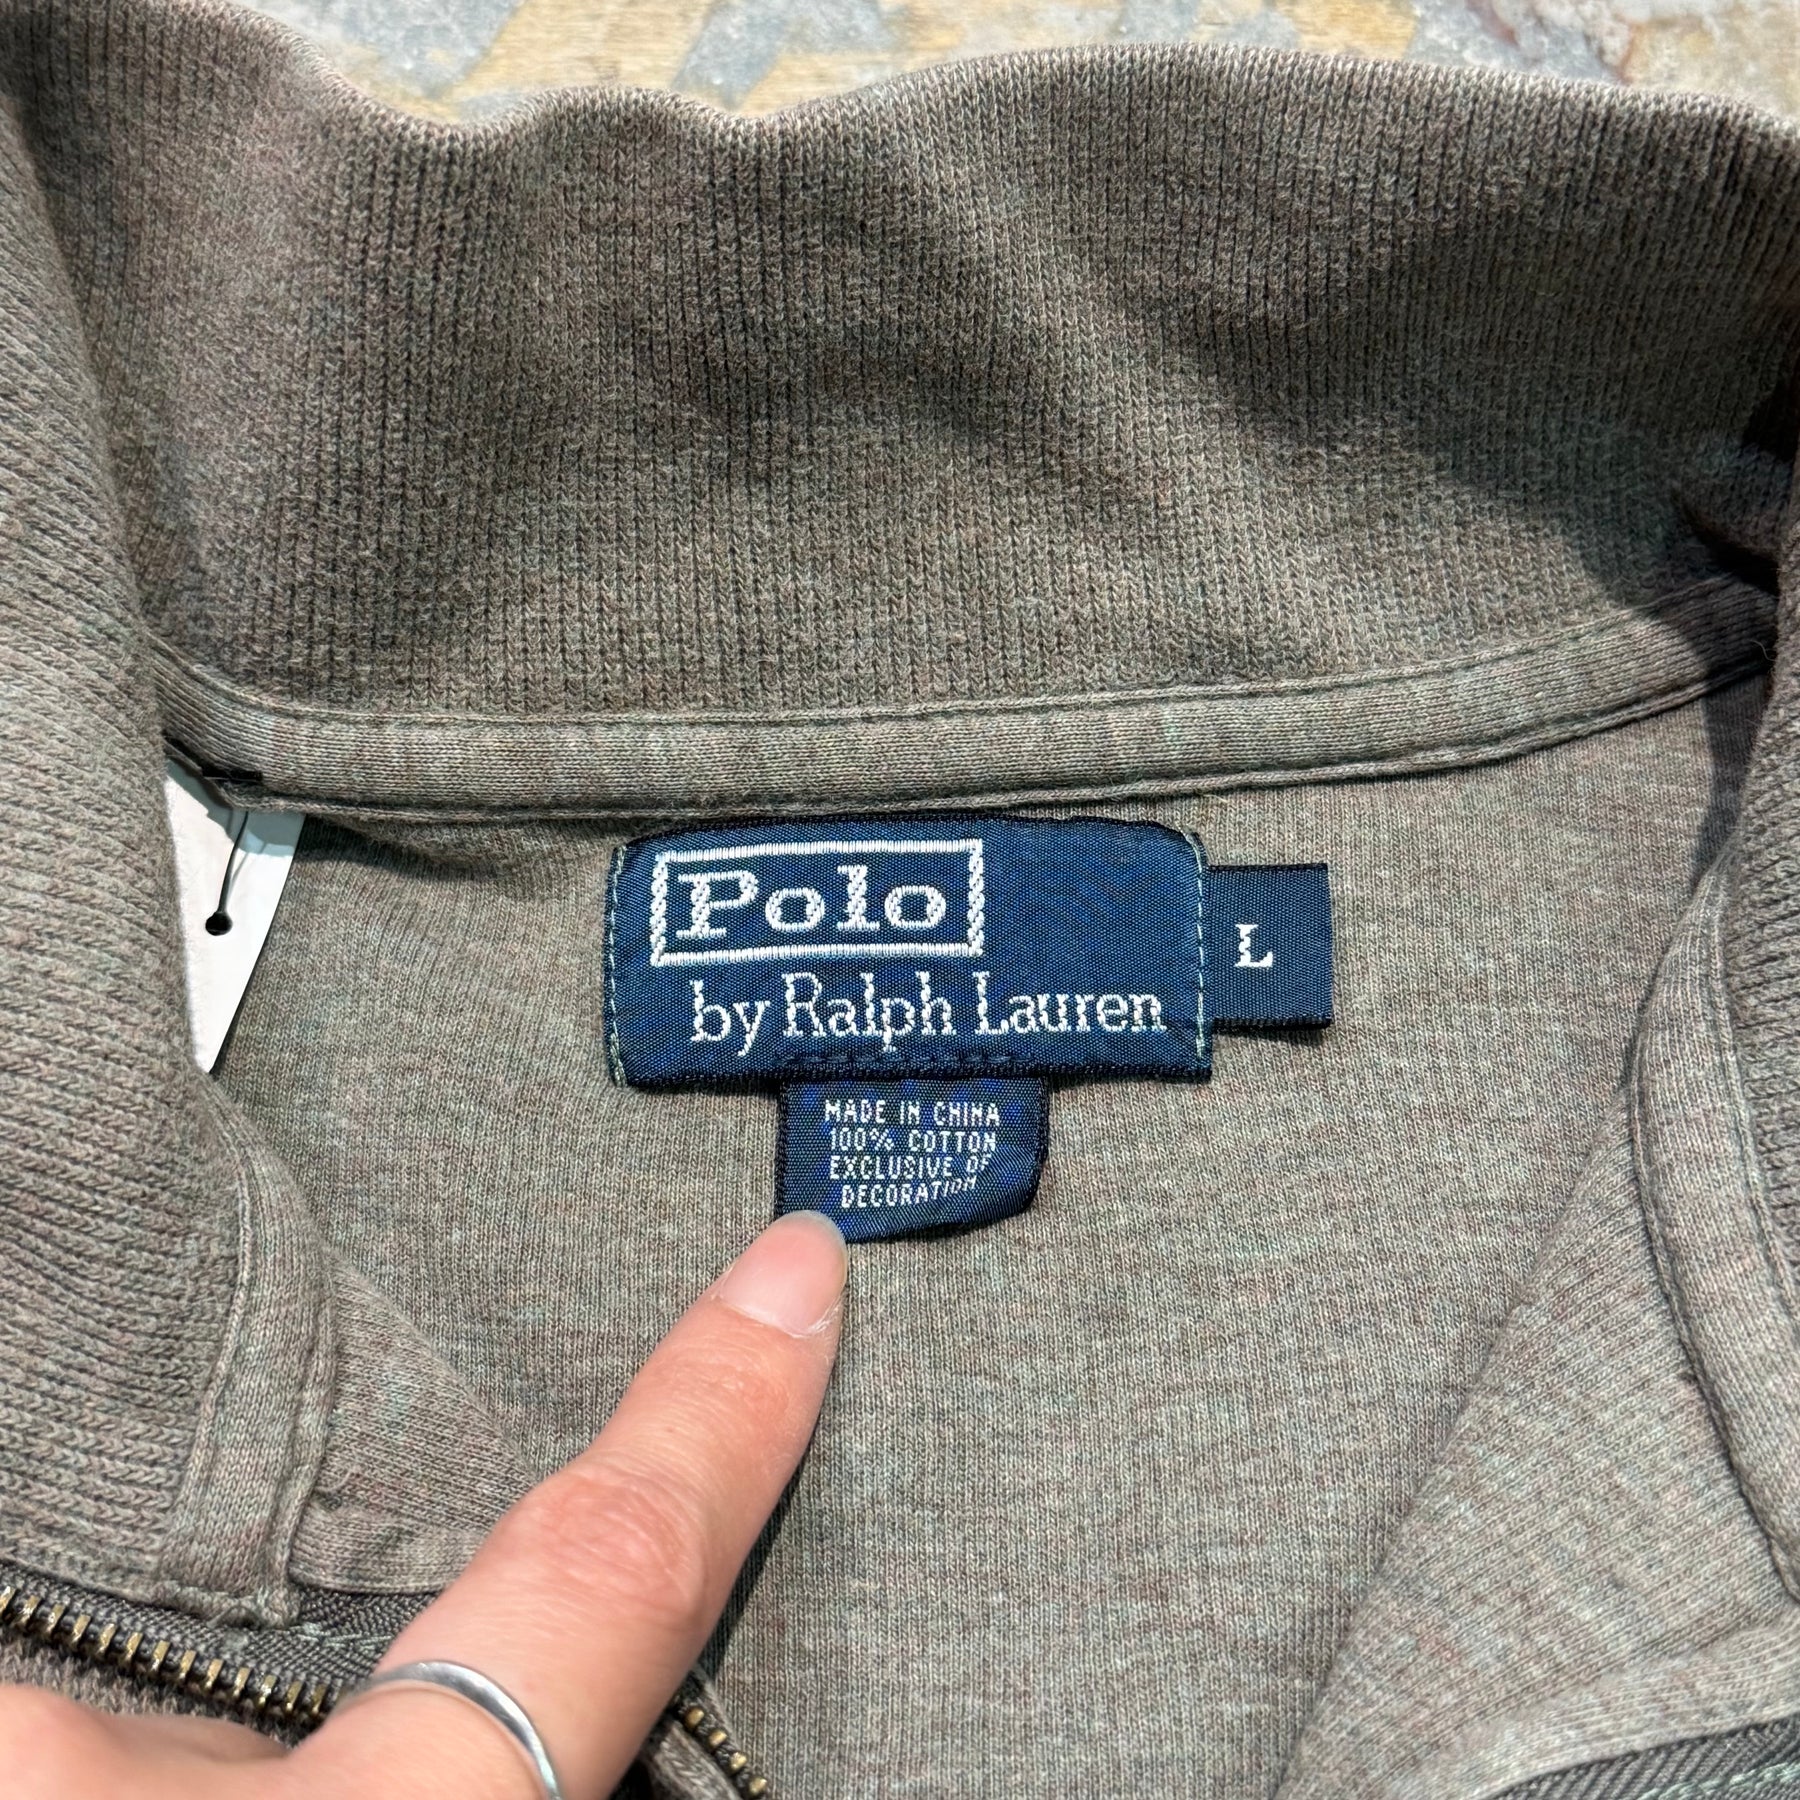 Polo
by Ralph Lauren
L
MADE IN CHINA
100% COTTON
EXCLUSIVE OF
DECORATION